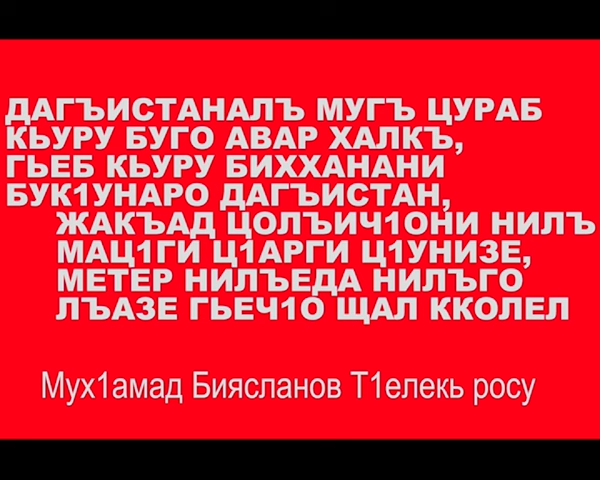 ДАГЪИСТАНАЛЪ МУГЪ ЦУРАБ
КЬУРУ БУГО АВАР ХАЛКЪ,
ГЬЕБ КЬУРУ БИХХАНАНИ
БУК1УНАРО ДАГЪИСТАН,
ЖАКЪАД ЦОЛЪИЧ1ОНИ НИЛЪ
МАЦ1ГИ Ц1АРГИ Ц1УНИЗЕ,
МЕТЕР НИЛЪЕДА НИЛЪГО
ЛЪАЗЕ ГЬЕЧ1О ЩАЛ ККОЛЕЛ
Мух1амад Биясланов Т1елекь росу